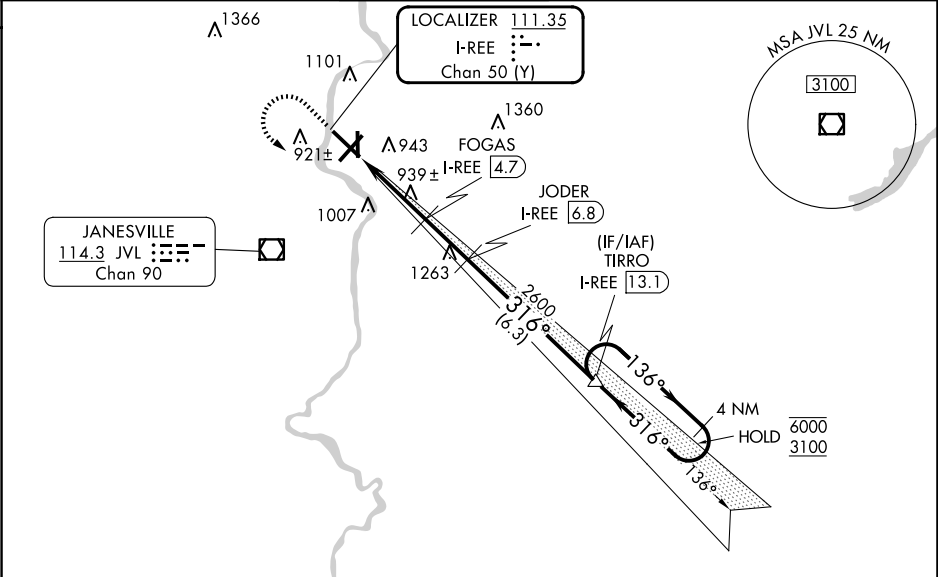 1366
LOCALIZER 111.35
I-REE
Chan 50 (Y)
MSA JVL 25 NM
3100
1101
1360
921±
943
FOGAS
I-REE 4.7
939±
JODER
I-REE 6.8
1007
JANESVILLE
114.3 JVL
Chan 90
1263
(IF/IAF)
TIRRO
I-REE 13.1
2600
316°
(6.3)
136°
4 NM
HOLD 6000
3100
316°
136°